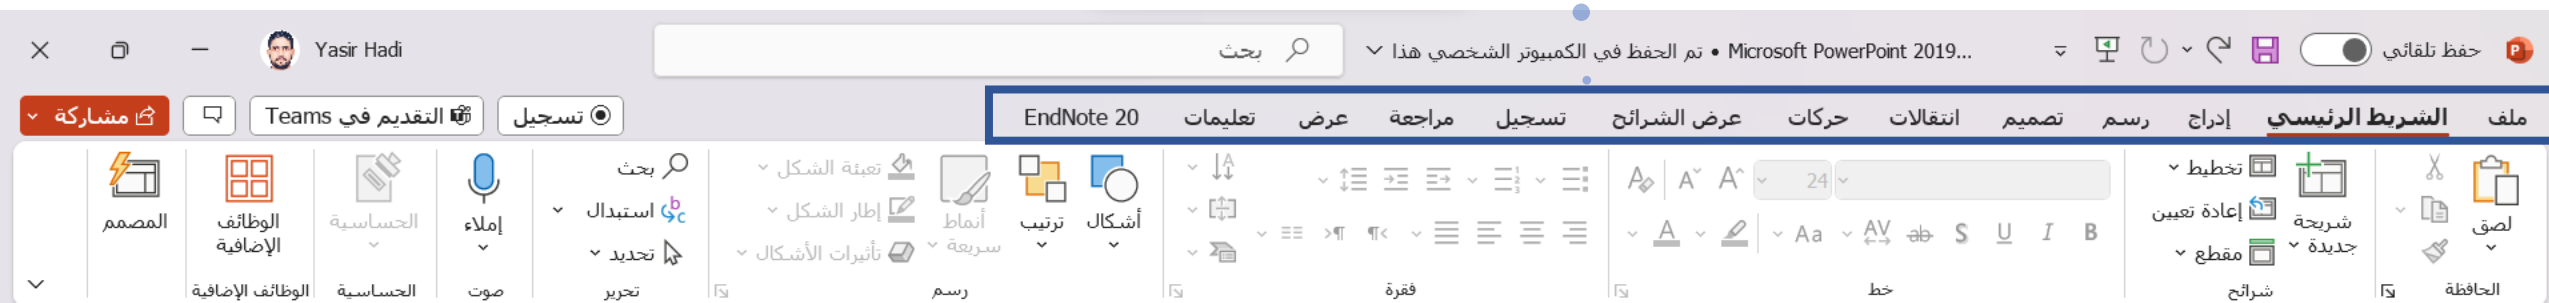 حفظ تلقائي
Microsoft PowerPoint 2019... • تم الحفظ في الكمبيوتر الشخصي هذا
بحث
Yasir Hadi
ملف الشريط الرئيسي إدراج رسم تصميم انتقالات حركات عرض الشرائح تسجيل مراجعة عرض تعليمات EndNote 20
تسجيل
التقديم في Teams
مشاركة
لصق
الحافظة
شريحة
جديدة
تخطيط
إعادة تعيين
مقطع
شرائح
24
A A Aa
B I U S ab AV Aa A
خط
فقرة
أشكال
ترتيب
أنماط
سريعة
تعبئة الشكل
إطار الشكل
تأثيرات الأشكال
رسم
بحث
استبدال
تحديد
تحرير
إملاء
صوت
الحساسية
الحساسية
الوظائف
الإضافية
الوظائف الإضافية
المصمم